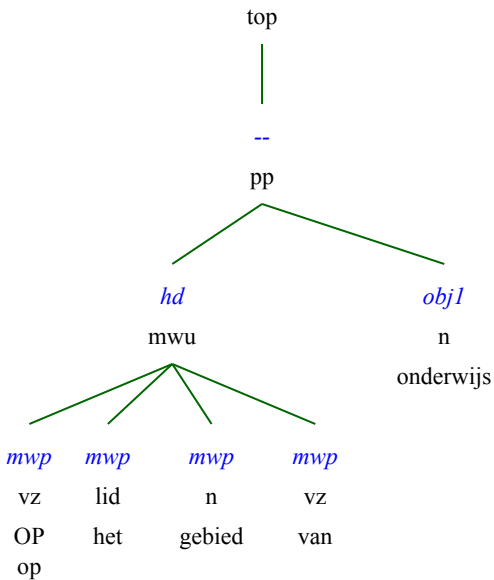 top
--
pp
hd obj1
mwu n
onderwijs
mwp mwp mwp mwp
vz lid n vz
OP het gebied van
op